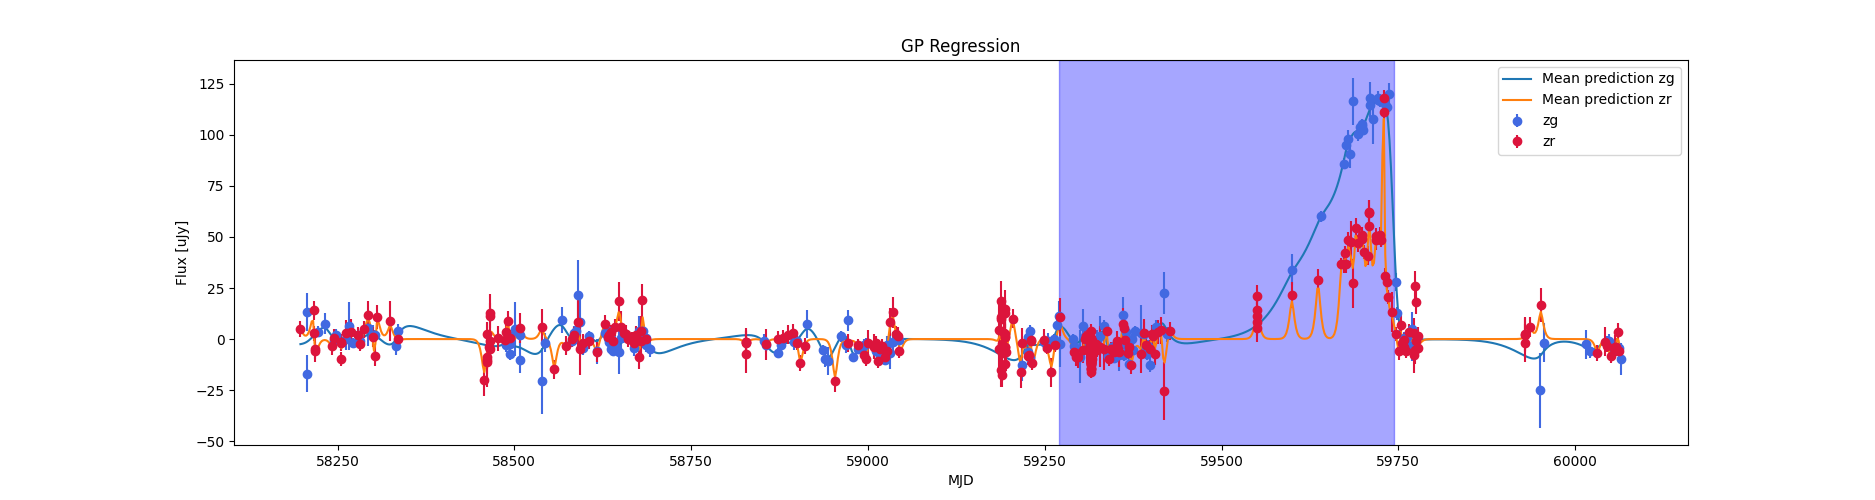 GP Regression
Flux [uJy]
125
100
75
50
25
0
−25
−50
58250
58500
58750
59000
59250
59500
59750
60000
MJD
Mean prediction zg
Mean prediction zr
zg
zr